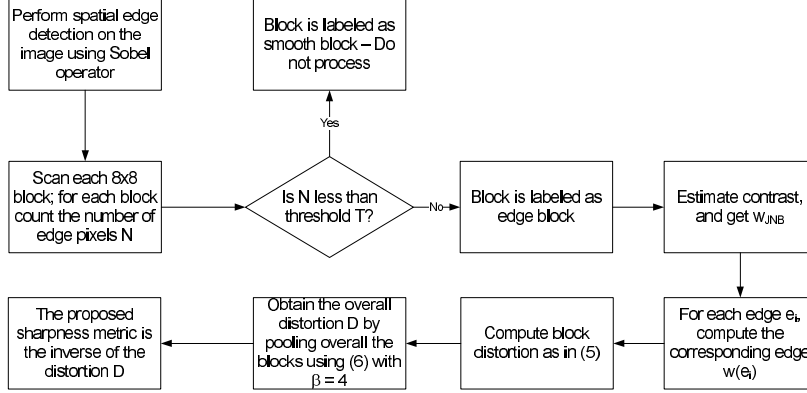 Perform spatial edge
detection on the
image using Sobel
operator
Block is labeled as
smooth block – Do
not process
Yes
Scan each 8x8
block; for each block
count the number of
edge pixels N
Is N less than
threshold T?
No
Block is labeled as
edge block
Estimate contrast,
and get w_JNB
For each edge e_i,
compute the
corresponding edge
w(e_i)
Compute block
distortion as in (5)
Obtain the overall
distortion D by
pooling overall the
blocks using (6) with
β = 4
The proposed
sharpness metric is
the inverse of the
distortion D